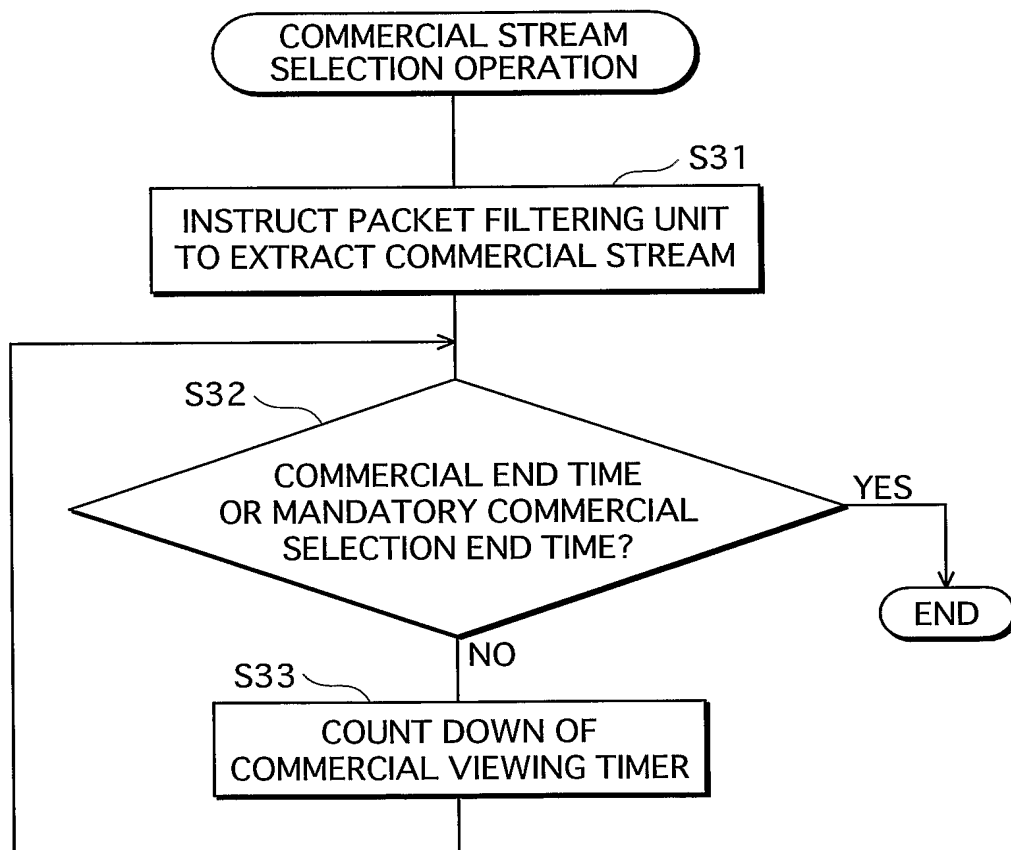 COMMERCIAL STREAM
SELECTION OPERATION
S31
INSTRUCT PACKET FILTERING UNIT
TO EXTRACT COMMERCIAL STREAM
S32
COMMERCIAL END TIME
OR MANDATORY COMMERCIAL
SELECTION END TIME?
YES
END
NO
S33
COUNT DOWN OF
COMMERCIAL VIEWING TIMER